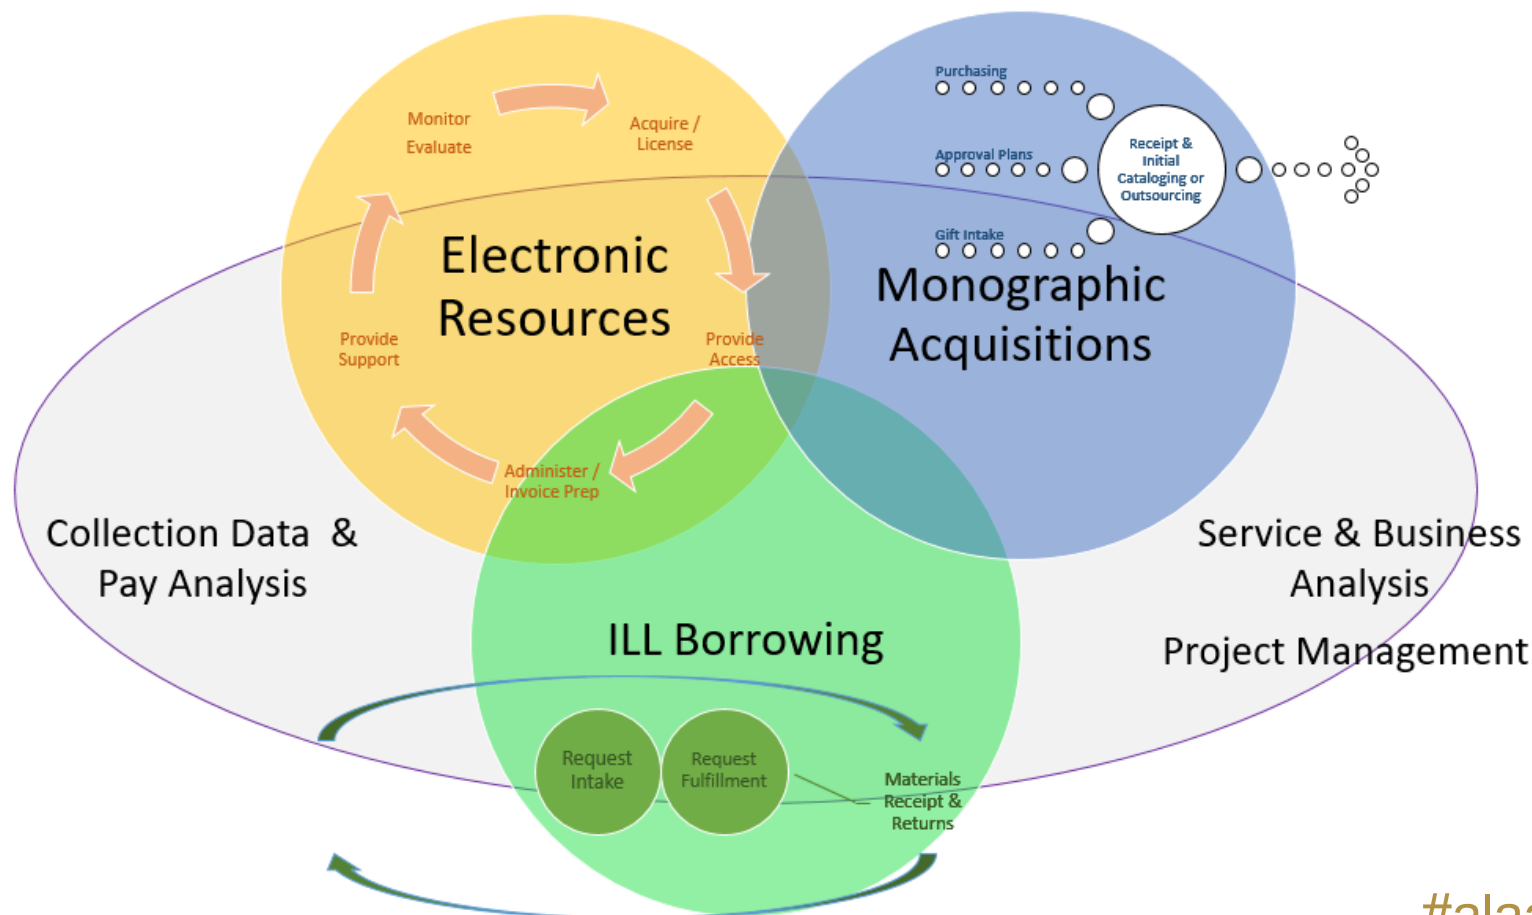 Monitor
Evaluate
Acquire /
License
Provide
Access
Administer /
Invoice Prep
Provide
Support
Electronic
Resources
Purchasing
Approval Plans
Gift Intake
Receipt &
Initial
Cataloging or
Outsourcing
Monographic
Acquisitions
Collection Data &
Pay Analysis
Service & Business
Analysis
Project Management
ILL Borrowing
Request
Intake
Request
Fulfillment
Materials
Receipt &
Returns